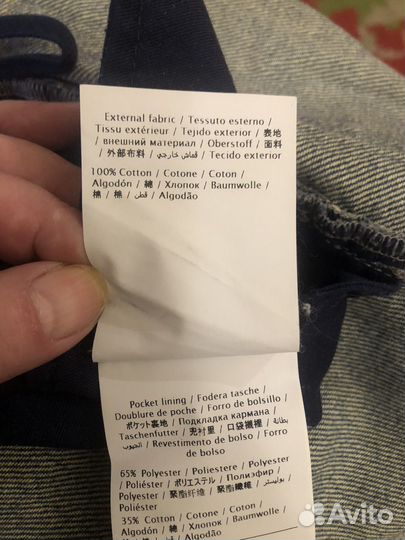 External fabric / Tessuto esterno /
Tissu extérieur / Tejido exterior / 表地
/ внешний материал / Oberstoff / 面料
/ 外部布料 / قماش خارجي / Tecido exterior
100% Cotton / Cotone / Coton /
Algodón / 綿 / Хлопок / Baumwolle /
棉 / 棉 / قطن / Algodão
Pocket lining / Fodera tasche /
Doublure de poche / Forro de bolsillo /
ポケット裏地 / Подкладка кармана /
Taschenfutter / 兜衬里 / 口袋襯裡 / بطانة
الجيوب / Revestimento de bolso / Forro
de bolso
65% Polyester / Poliestere / Polyester
/ Poliéster / ポリエステル / Полиэфир /
Polyester / 聚酯纤维 / 聚酯纖維 / بوليستر /
Poliéster
35% Cotton / Cotone / Coton /
Algodón / 綿 / Хлопок / Baumwolle /
Avito